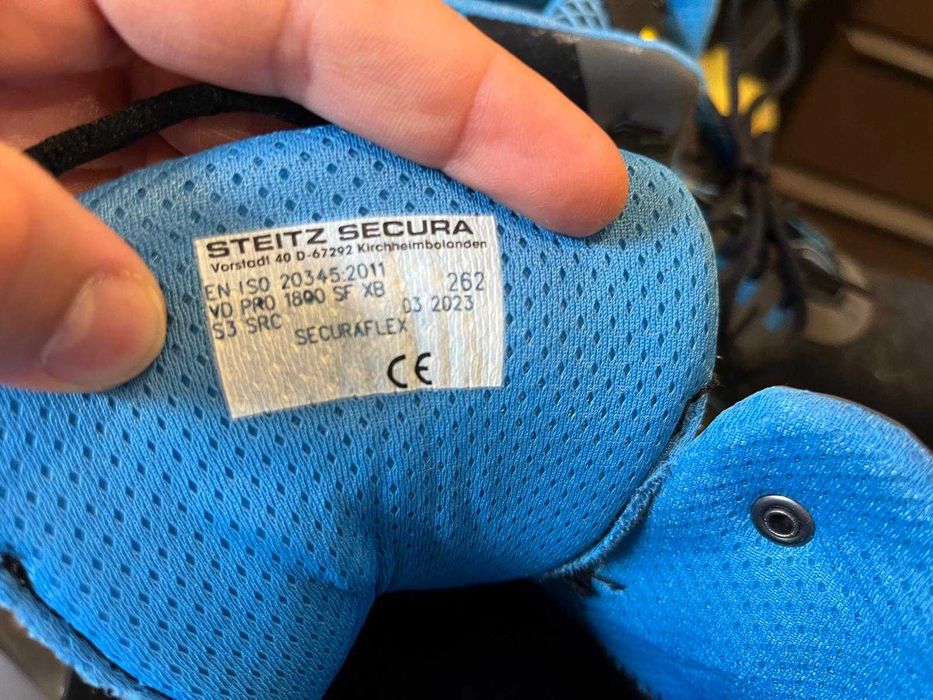 STEITZ SECURA
Vorstadt 40 D-67292 Kirchheimbolanden
EN ISO 20345:2011
VD PRO 1800 SF XB 262
S3 SRC 03 2023
SECURAFLEX
CE